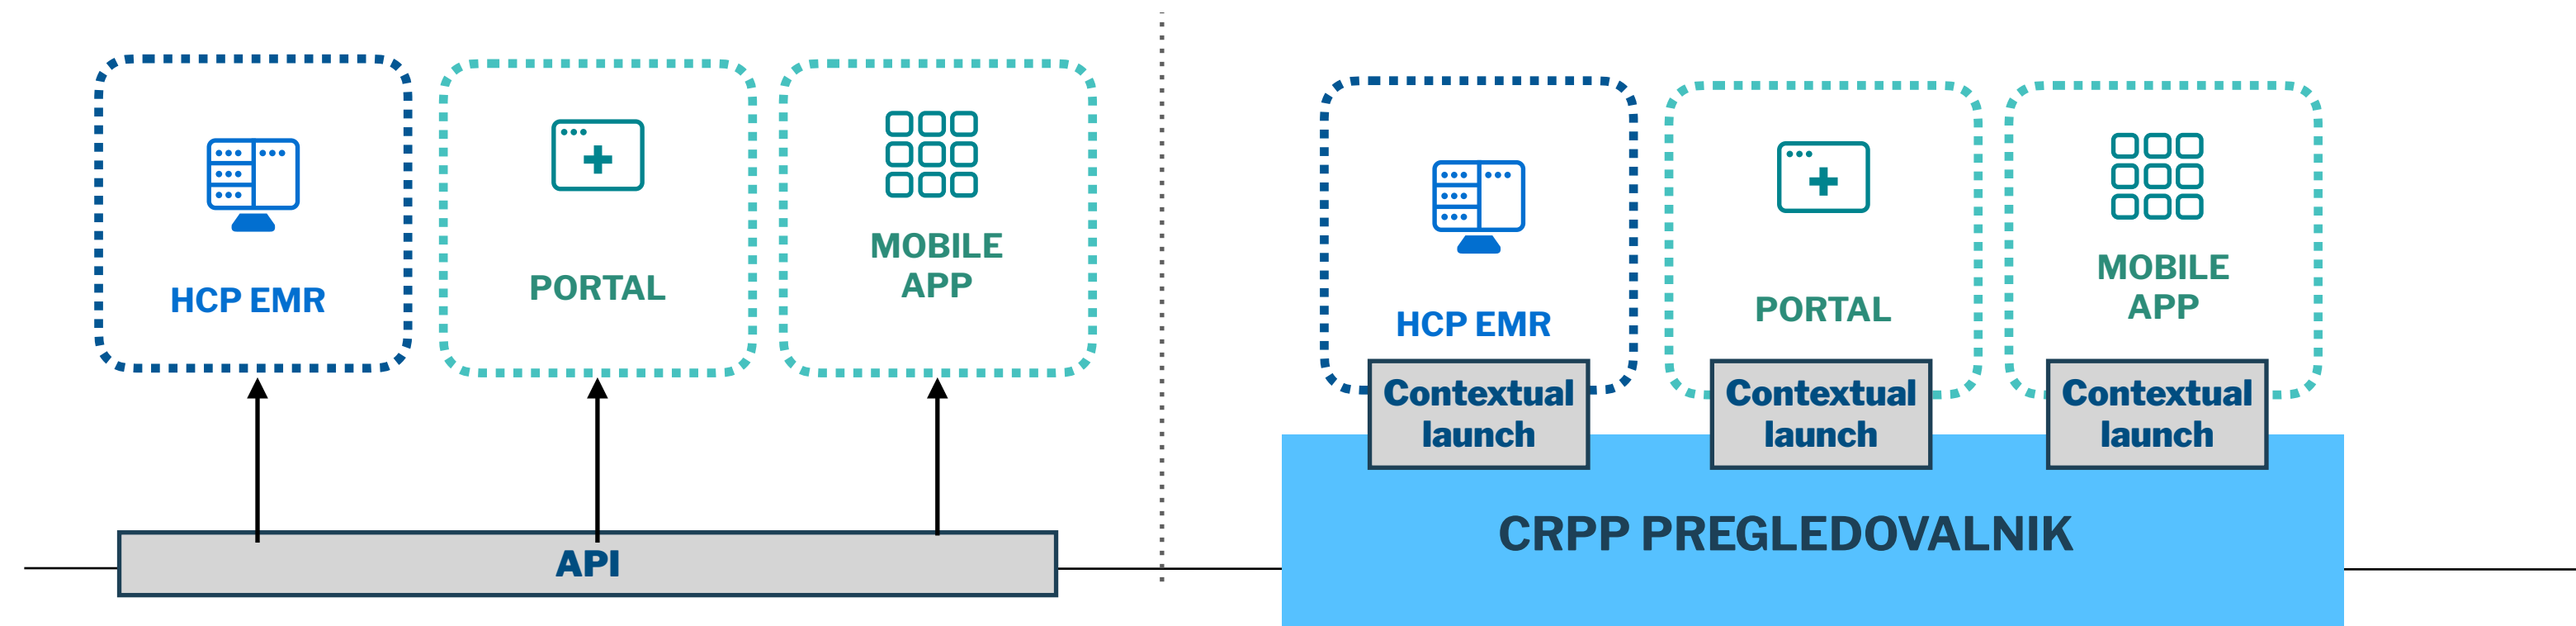 HCP EMR
PORTAL
MOBILE
APP
API
HCP EMR
PORTAL
MOBILE
APP
Contextual
launch
Contextual
launch
Contextual
launch
CRPP PREGLEDOVALNIK